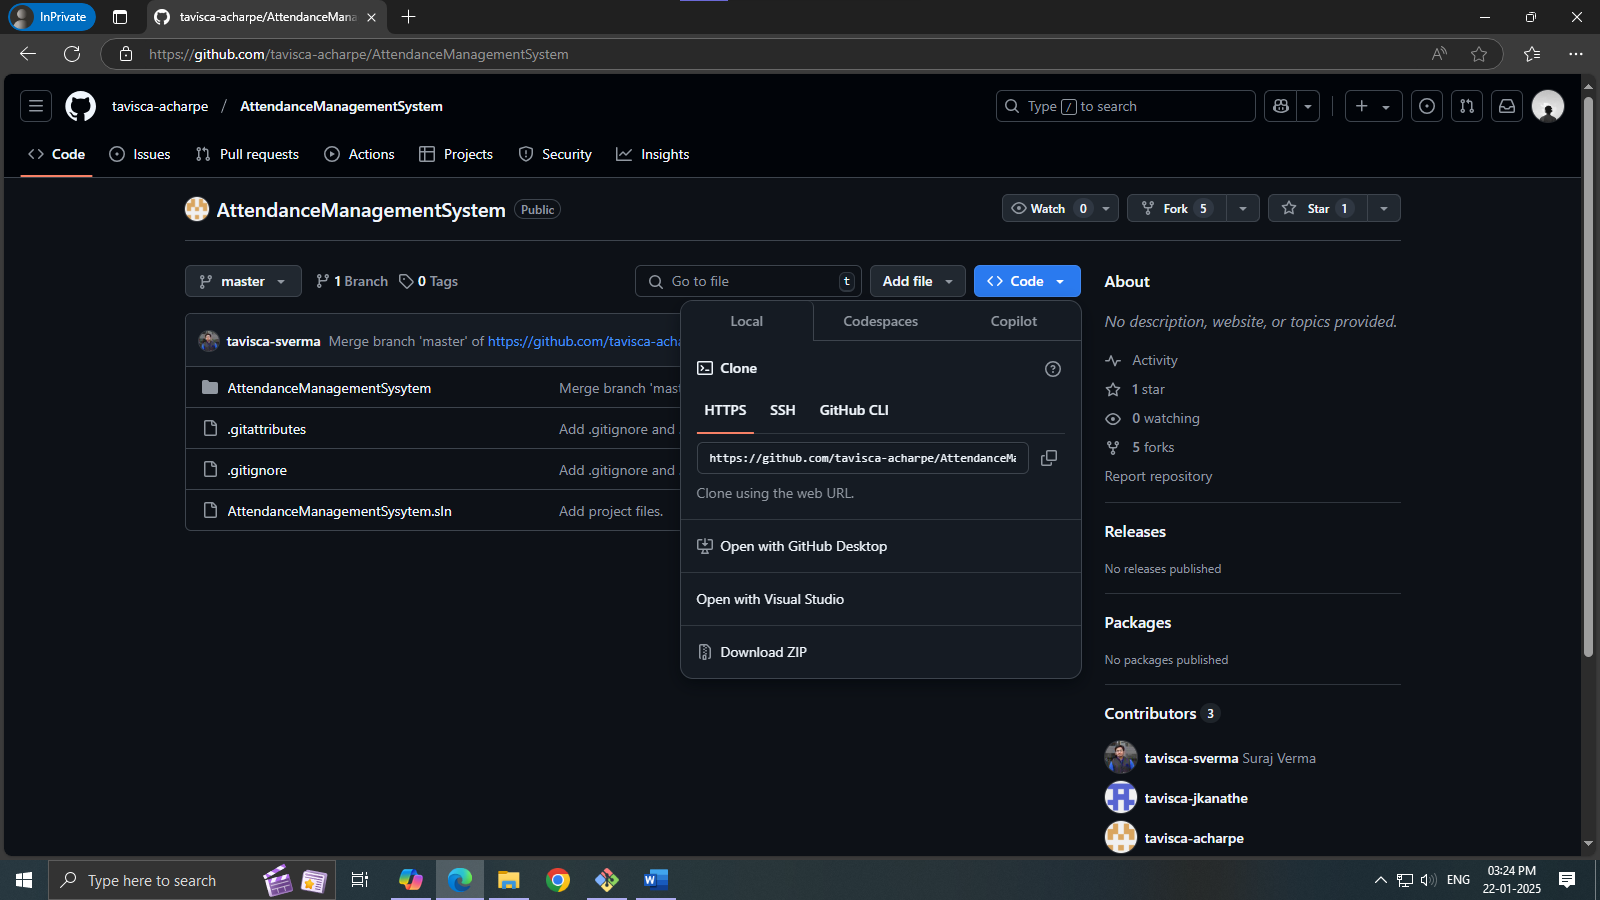 InPrivate
tavisca-acharpe/AttendanceMana
https://github.com/tavisca-acharpe/AttendanceManagementSystem
tavisca-acharpe / AttendanceManagementSystem
Type / to search
Code
Issues
Pull requests
Actions
Projects
Security
Insights
AttendanceManagementSystem
Public
Watch 0
Fork 5
Star 1
master
1 Branch
0 Tags
Go to file
t
Add file
Code
tavisca-sverma Merge branch 'master' of https://github.com/tavisca-acha
AttendanceManagementSysytem Merge branch 'mast
.gitattributes Add .gitignore and .
.gitignore Add .gitignore and .
AttendanceManagementSysytem.sln Add project files.
Local
Codespaces
Copilot
Clone
HTTPS
SSH
GitHub CLI
https://github.com/tavisca-acharpe/AttendanceMa
Clone using the web URL.
Open with GitHub Desktop
Open with Visual Studio
Download ZIP
About
No description, website, or topics provided.
Activity
1 star
0 watching
5 forks
Report repository
Releases
No releases published
Packages
No packages published
Contributors 3
tavisca-sverma Suraj Verma
tavisca-jkanathe
tavisca-acharpe
Type here to search
ENG
03:24 PM
22-01-2025